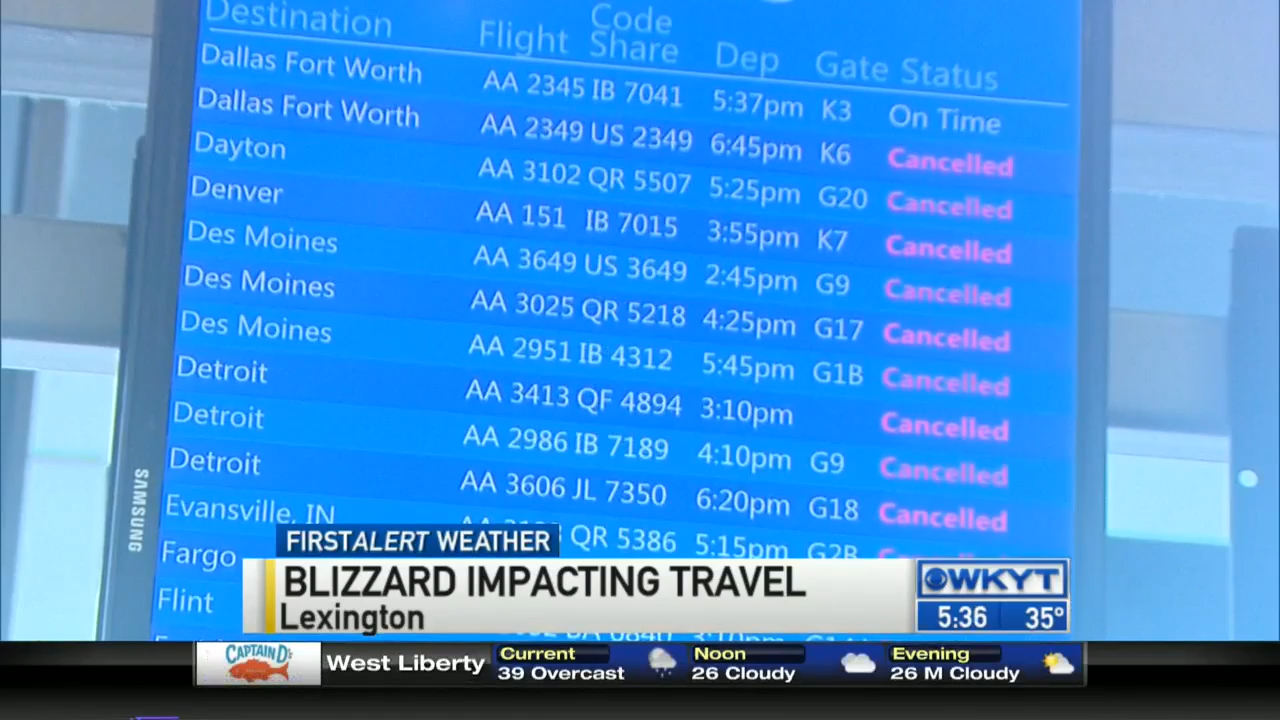 Destination Flight Code Share Dep Gate Status
Dallas Fort Worth AA 2345 IB 7041 5:37pm K3 On Time
Dallas Fort Worth AA 2349 US 2349 6:45pm K6 Cancelled
Dayton AA 3102 QR 5507 5:25pm G20 Cancelled
Denver AA 151 IB 7015 3:55pm K7 Cancelled
Des Moines AA 3649 US 3649 2:45pm G9 Cancelled
Des Moines AA 3025 QR 5218 4:25pm G17 Cancelled
Des Moines AA 2951 IB 4312 5:45pm G1B Cancelled
Detroit AA 3413 QF 4894 3:10pm Cancelled
Detroit AA 2986 IB 7189 4:10pm G9 Cancelled
Detroit AA 3606 JL 7350 6:20pm G18 Cancelled
Evansville, IN QR 5386 5:15pm G2B
Fargo
Flint
SAMSUNG
FIRSTALERT WEATHER
BLIZZARD IMPACTING TRAVEL
Lexington
WKYT
5:36 35°
CAPTAIN D's
West Liberty
Current
39 Overcast
Noon
26 Cloudy
Evening
26 M Cloudy